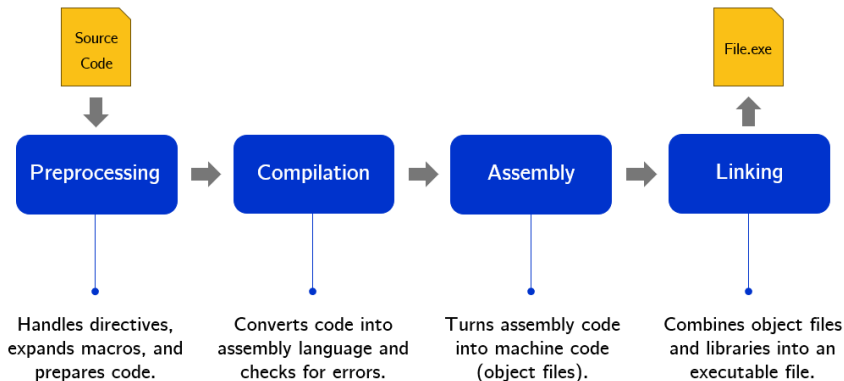 Source
Code
File.exe
Preprocessing
Compilation
Assembly
Linking
Handles directives,
expands macros, and
prepares code.
Converts code into
assembly language and
checks for errors.
Turns assembly code
into machine code
(object files).
Combines object files
and libraries into an
executable file.